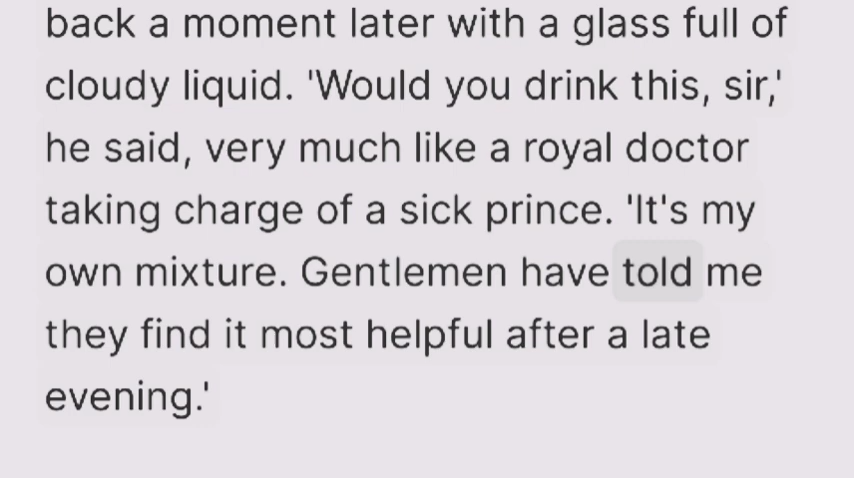 back a moment later with a glass full of
cloudy liquid. 'Would you drink this, sir,'
he said, very much like a royal doctor
taking charge of a sick prince. 'It's my
own mixture. Gentlemen have told me
they find it most helpful after a late
evening.'